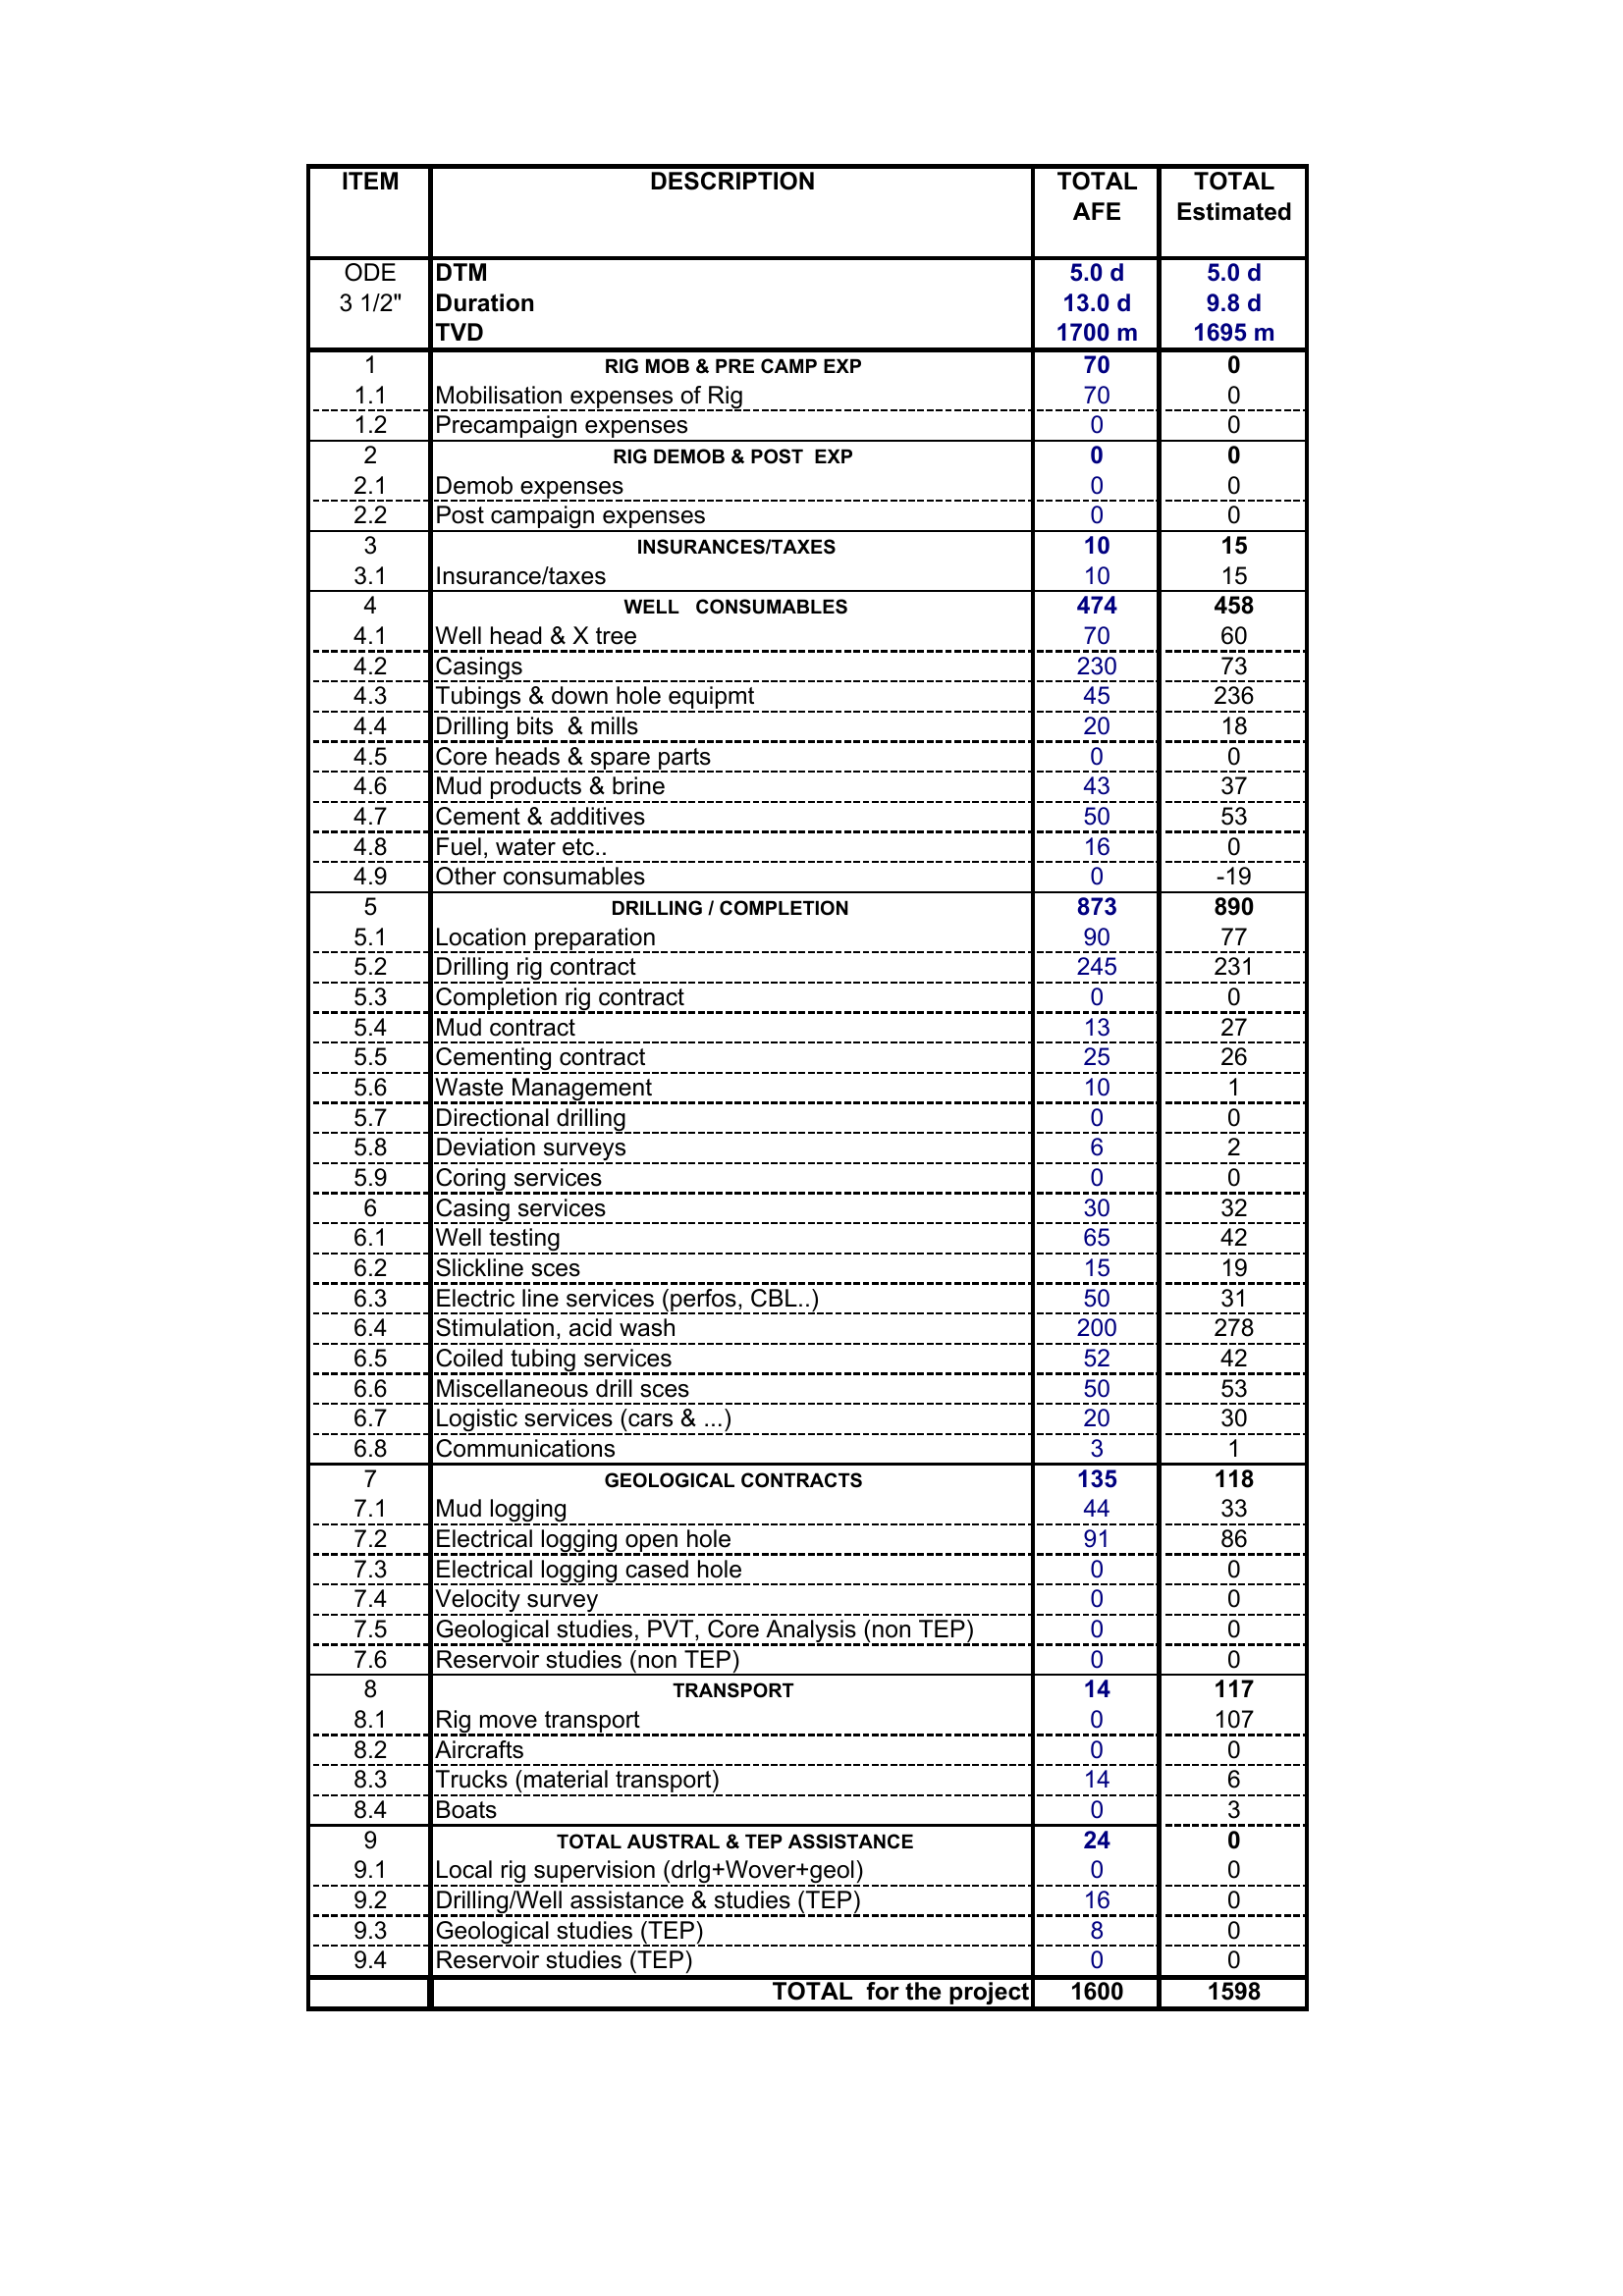 ITEM DESCRIPTION TOTAL TOTAL
AFE Estimated
ODE DTM 5.0 d 5.0 d
3 1/2" Duration 13.0 d 9.8 d
TVD 1700 m 1695 m
1 RIG MOB & PRE CAMP EXP 70 0
1.1 Mobilisation expenses of Rig 70 0
1.2 Precampaign expenses 0 0
2 RIG DEMOB & POST EXP 0 0
2.1 Demob expenses 0 0
2.2 Post campaign expenses 0 0
3 INSURANCES/TAXES 10 15
3.1 Insurance/taxes 10 15
4 WELL CONSUMABLES 474 458
4.1 Well head & X tree 70 60
4.2 Casings 230 73
4.3 Tubings & down hole equipmt 45 236
4.4 Drilling bits & mills 20 18
4.5 Core heads & spare parts 0 0
4.6 Mud products & brine 43 37
4.7 Cement & additives 50 53
4.8 Fuel, water etc.. 16 0
4.9 Other consumables 0 -19
5 DRILLING / COMPLETION 873 890
5.1 Location preparation 90 77
5.2 Drilling rig contract 245 231
5.3 Completion rig contract 0 0
5.4 Mud contract 13 27
5.5 Cementing contract 25 26
5.6 Waste Management 10 1
5.7 Directional drilling 0 0
5.8 Deviation surveys 6 2
5.9 Coring services 0 0
6 Casing services 30 32
6.1 Well testing 65 42
6.2 Slickline sces 15 19
6.3 Electric line services (perfos, CBL..) 50 31
6.4 Stimulation, acid wash 200 278
6.5 Coiled tubing services 52 42
6.6 Miscellaneous drill sces 50 53
6.7 Logistic services (cars & ...) 20 30
6.8 Communications 3 1
7 GEOLOGICAL CONTRACTS 135 118
7.1 Mud logging 44 33
7.2 Electrical logging open hole 91 86
7.3 Electrical logging cased hole 0 0
7.4 Velocity survey 0 0
7.5 Geological studies, PVT, Core Analysis (non TEP) 0 0
7.6 Reservoir studies (non TEP) 0 0
8 TRANSPORT 14 117
8.1 Rig move transport 0 107
8.2 Aircrafts 0 0
8.3 Trucks (material transport) 14 6
8.4 Boats 0 3
9 TOTAL AUSTRAL & TEP ASSISTANCE 24 0
9.1 Local rig supervision (drlg+Wover+geol) 0 0
9.2 Drilling/Well assistance & studies (TEP) 16 0
9.3 Geological studies (TEP) 8 0
9.4 Reservoir studies (TEP) 0 0
TOTAL for the project 1600 1598